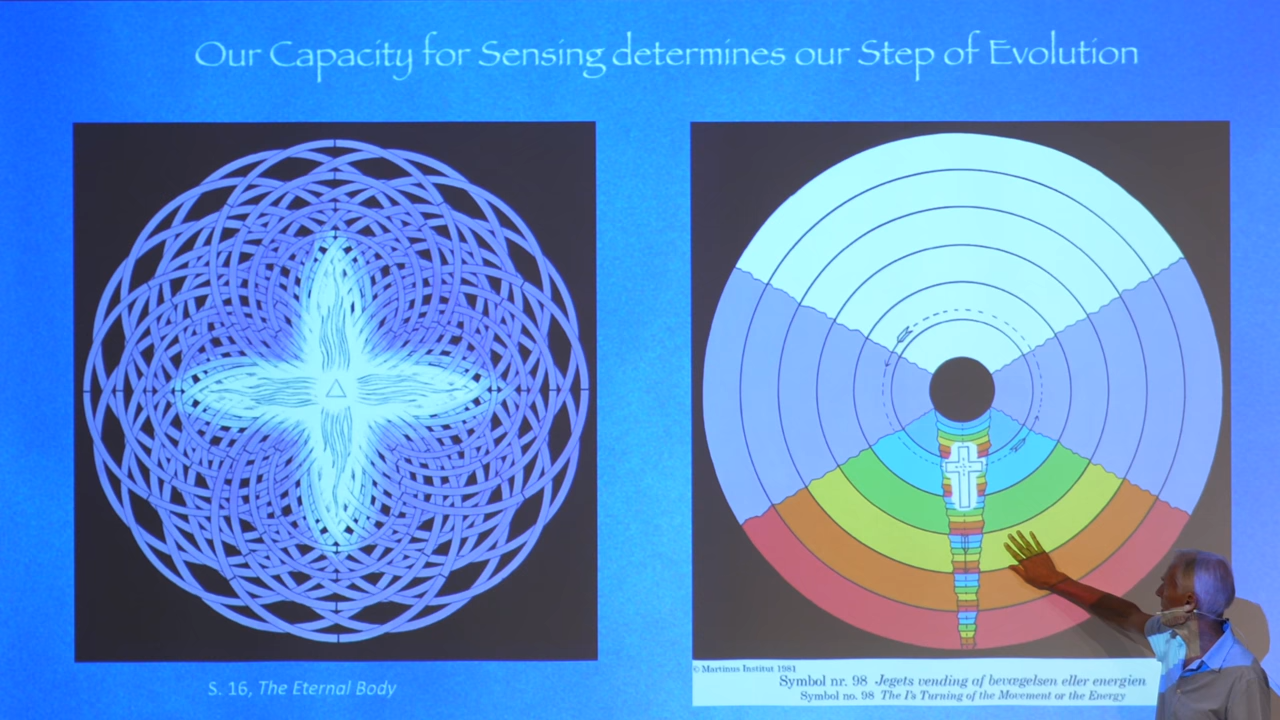 Our Capacity for Sensing determines our Step of Evolution
S. 16, The Eternal Body
© Martinus Institut 1981
Symbol nr. 98 Jegets vending af bevægelsen eller energien
Symbol no. 98 The I's Turning of the Movement or the Energy